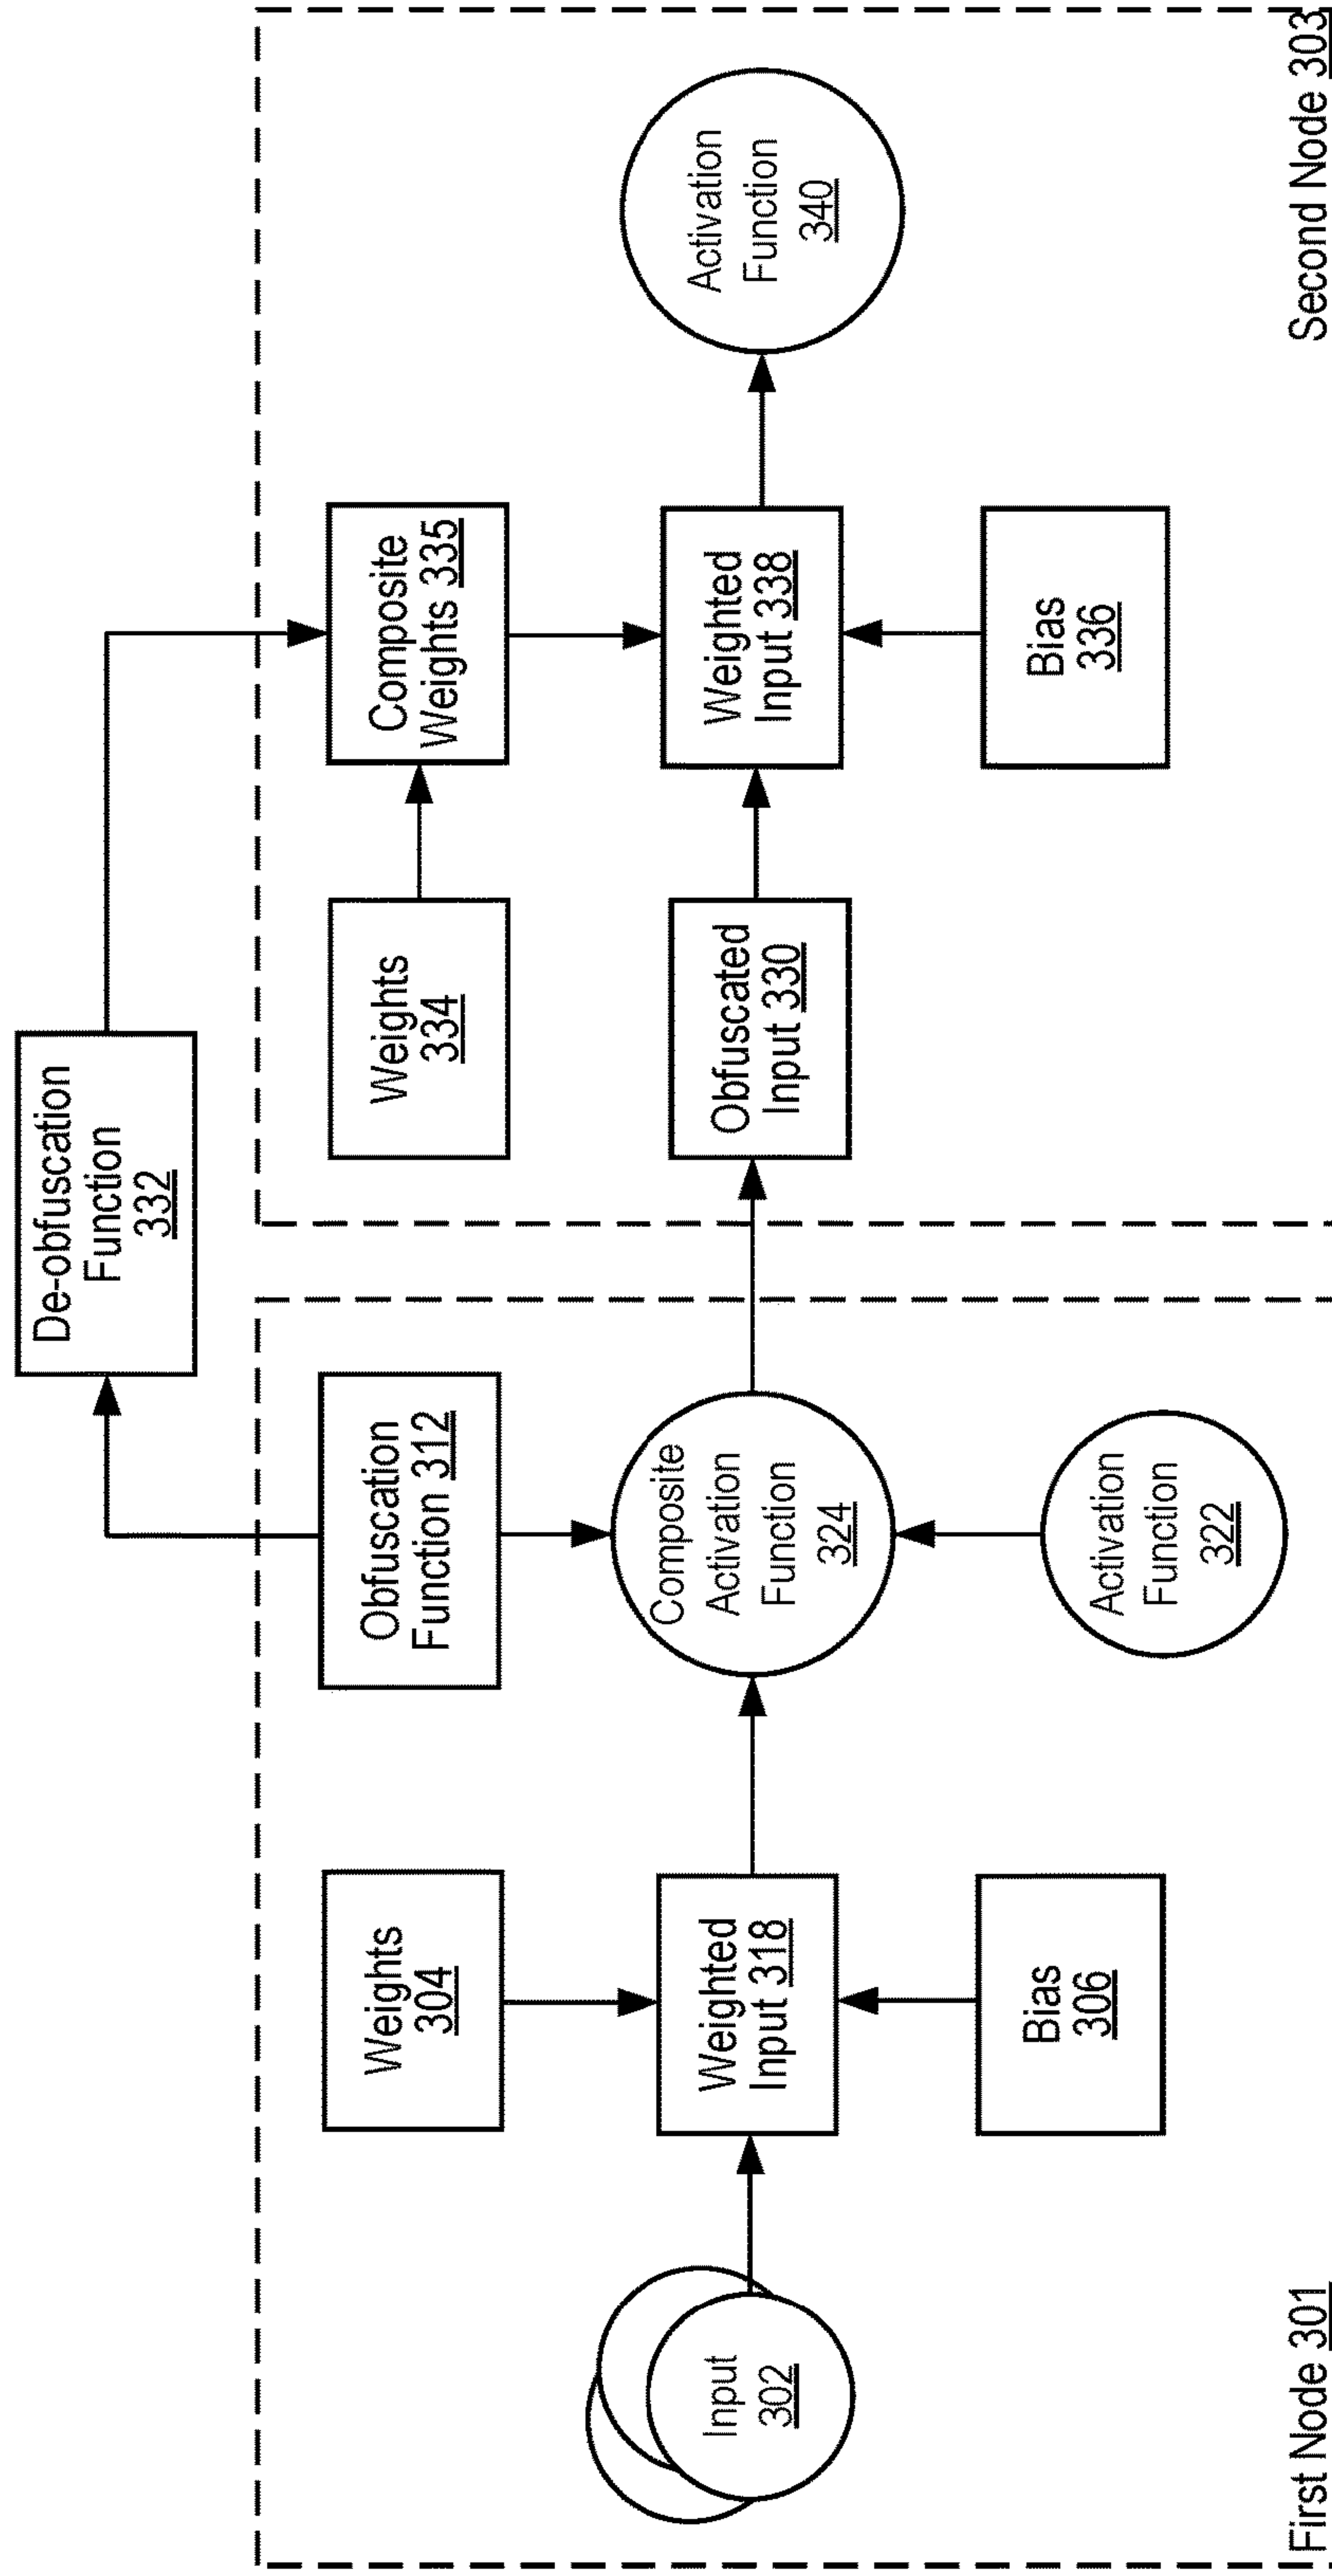 De-obfuscation
Function
332
Weights
304
Obfuscation
Function 312
Weights
334
Composite
Weights 335
Input
302
Weighted
Input 318
Composite
Activation
Function
324
Obfuscated
Input 330
Weighted
Input 338
Activation
Function
340
Bias
306
Activation
Function
322
Bias
336
First Node 301
Second Node 303